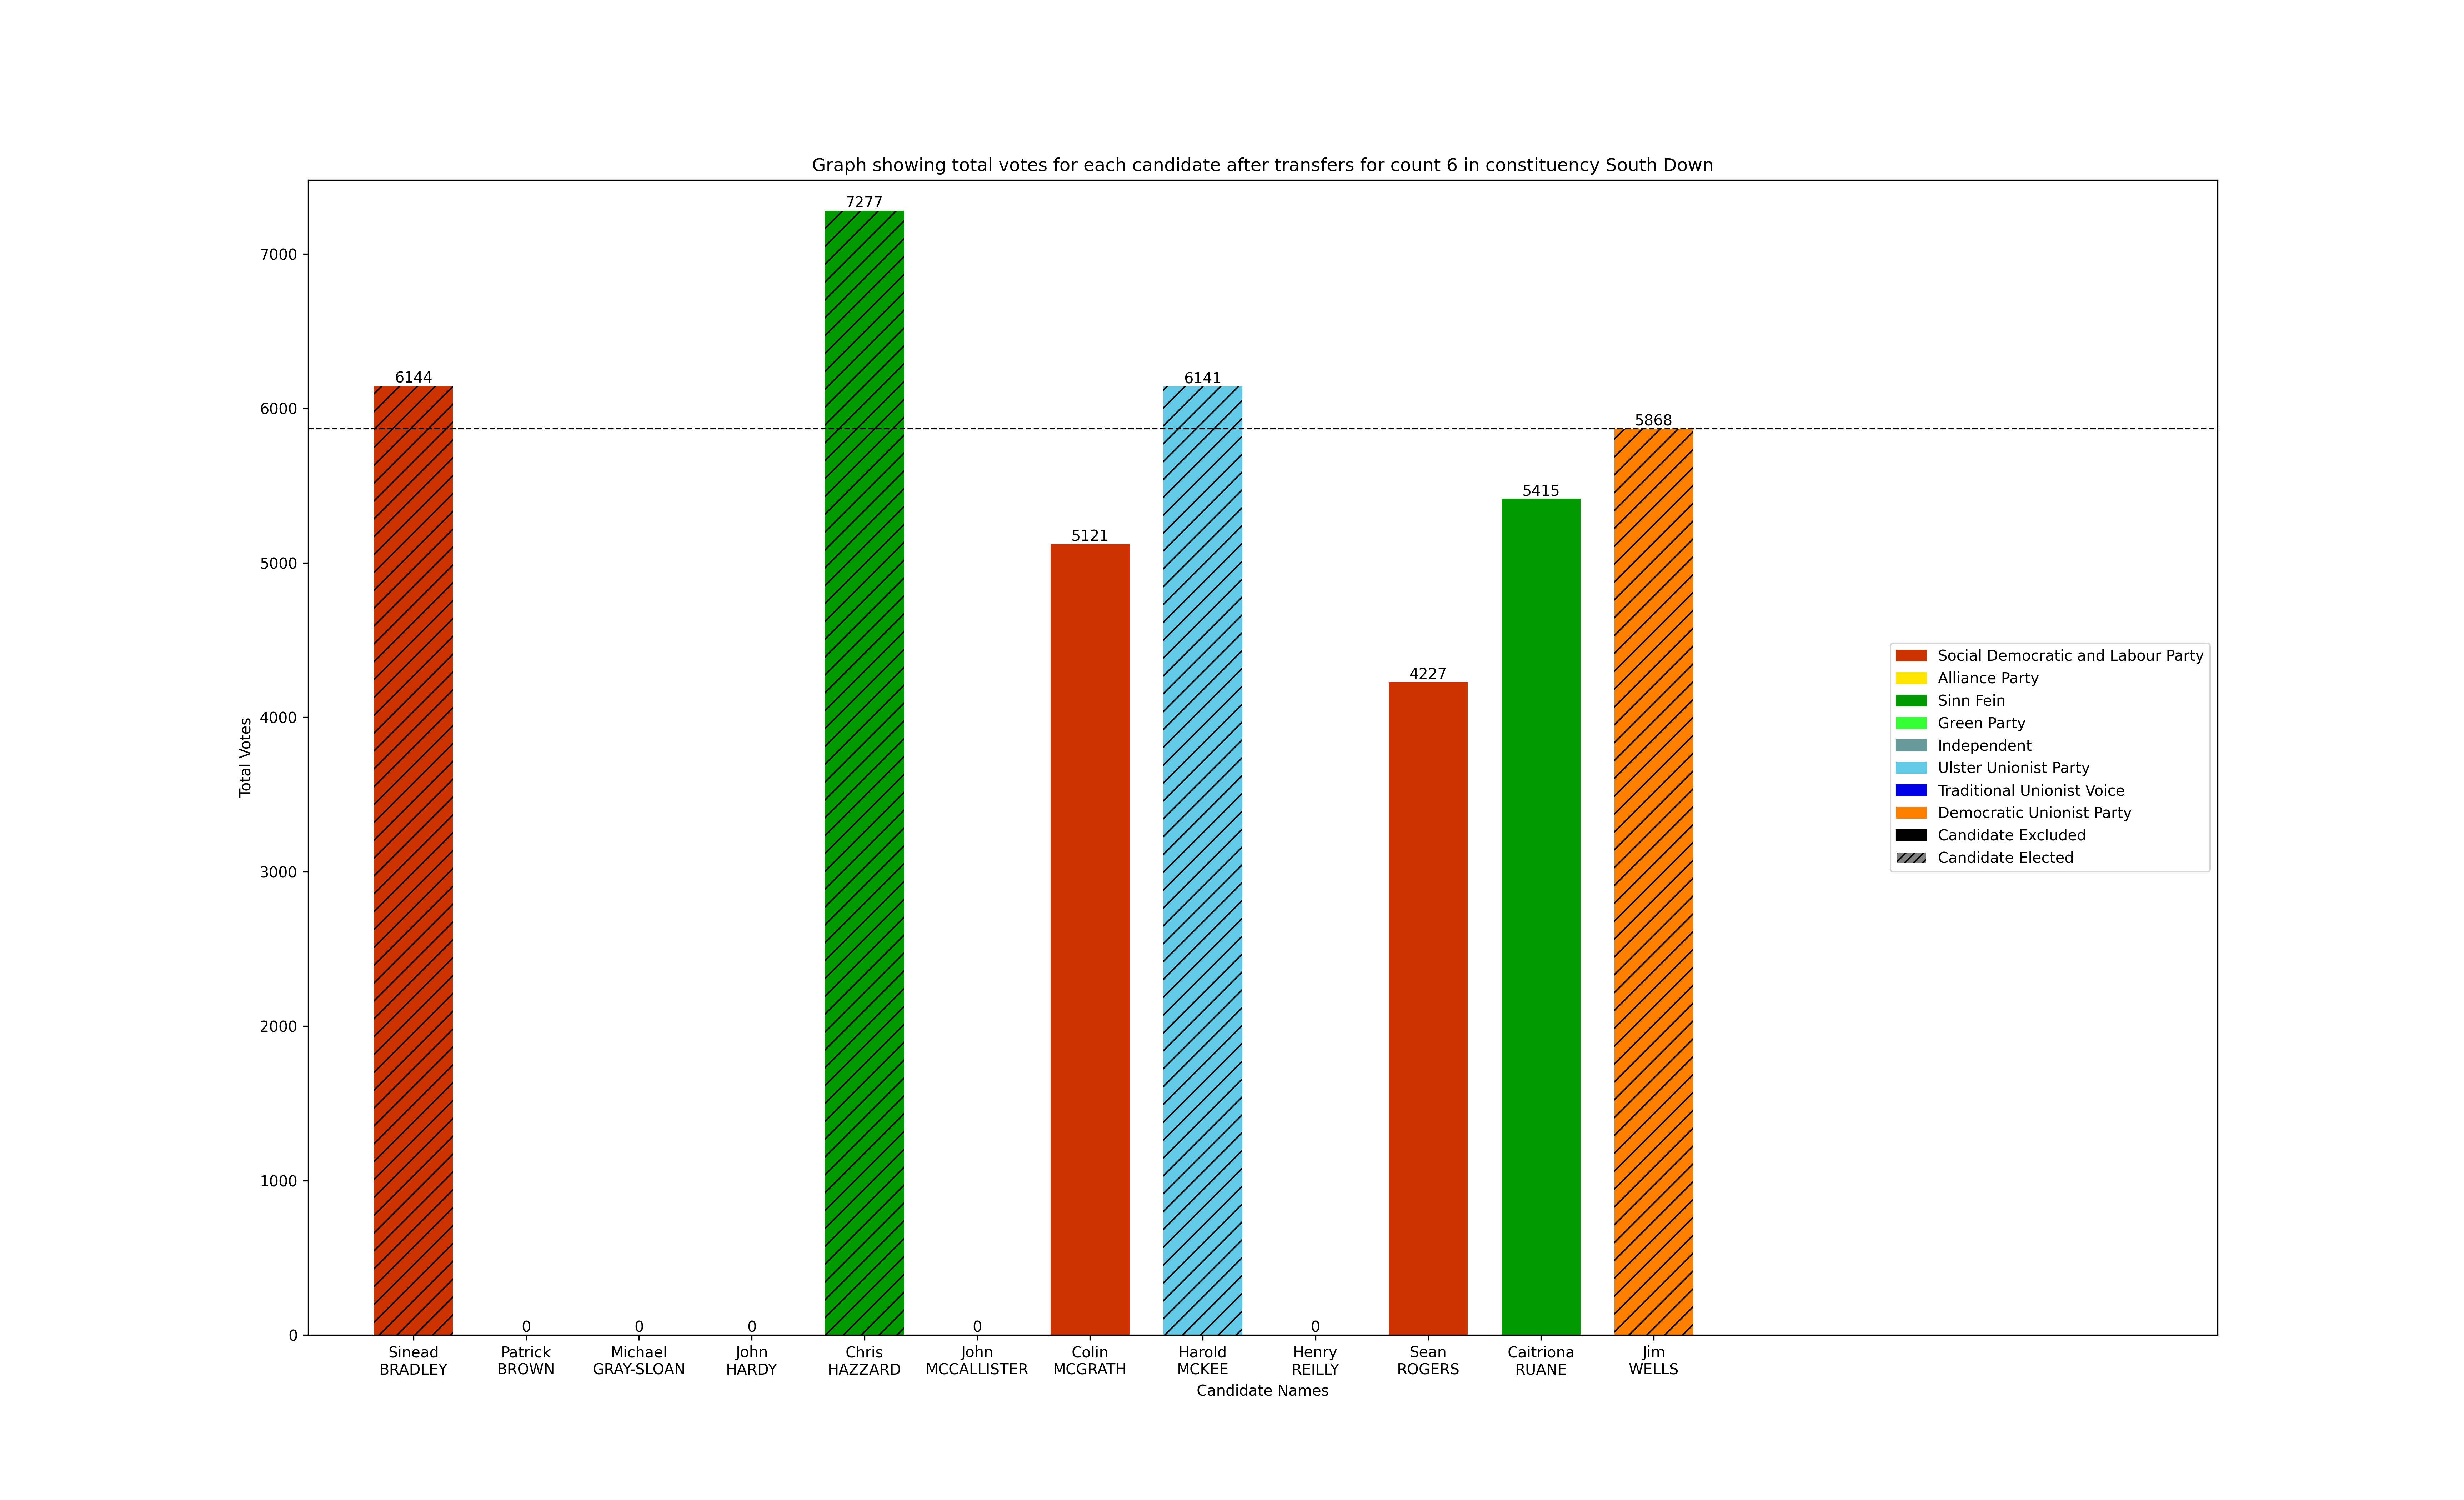 Graph showing total votes for each candidate after transfers for count 6 in constituency South Down
Total Votes
7000
6000
5000
4000
3000
2000
1000
0
6144
0
0
0
7277
0
5121
6141
0
4227
5415
5868
Sinead
BRADLEY
Patrick
BROWN
Michael
GRAY-SLOAN
John
HARDY
Chris
HAZZARD
John
MCCALLISTER
Colin
MCGRATH
Harold
MCKEE
Henry
REILLY
Sean
ROGERS
Caitriona
RUANE
Jim
WELLS
Candidate Names
Social Democratic and Labour Party
Alliance Party
Sinn Fein
Green Party
Independent
Ulster Unionist Party
Traditional Unionist Voice
Democratic Unionist Party
Candidate Excluded
Candidate Elected